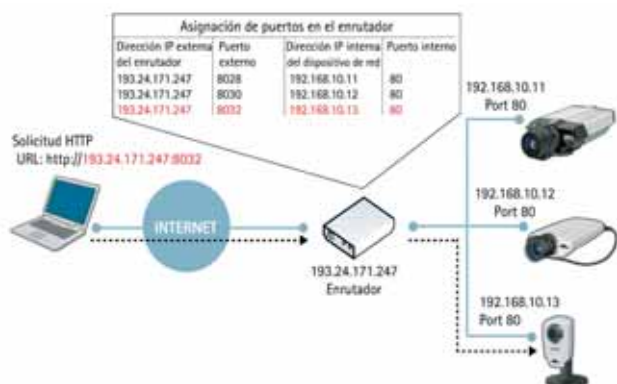 Asignación de puertos en el enrutador
Dirección IP externa Puerto Dirección IP interna Puerto interno
del enrutador externo del dispositivo de red
193.24.171.247 8028 192.168.10.11 80
193.24.171.247 8030 192.168.10.12 80
193.24.171.247 8032 192.168.10.13 80
192.168.10.11
Port 80
Solicitud HTTP
URL: http://193.24.171.247:8032
INTERNET
192.168.10.12
Port 80
193.24.171.247
Enrutador
192.168.10.13
Port 80